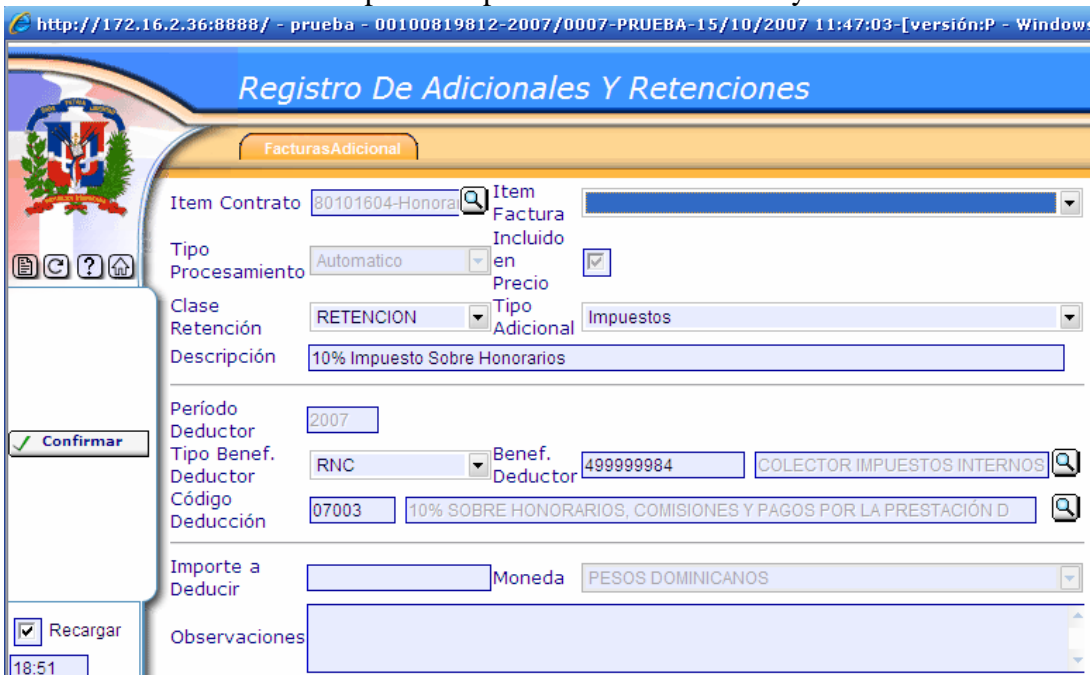 http://172.16.2.36:8888/ - prueba - 00100819812-2007/0007-PRUEBA-15/10/2007 11:47:03-[versión:P - Windows
Registro De Adicionales Y Retenciones
FacturasAdicional
Item Contrato 80101604-Honorar Item Factura
Tipo Procesamiento Automatico Incluido en Precio
Clase Retención RETENCION Tipo Adicional Impuestos
Descripción 10% Impuesto Sobre Honorarios
Período Deductor 2007
Confirmar
Tipo Benef. Deductor RNC Benef. Deductor 499999984 COLECTOR IMPUESTOS INTERNOS
Código Deducción 07003 10% SOBRE HONORARIOS, COMISIONES Y PAGOS POR LA PRESTACIÓN D
Importe a Deducir Moneda PESOS DOMINICANOS
Recargar
Observaciones
18:51